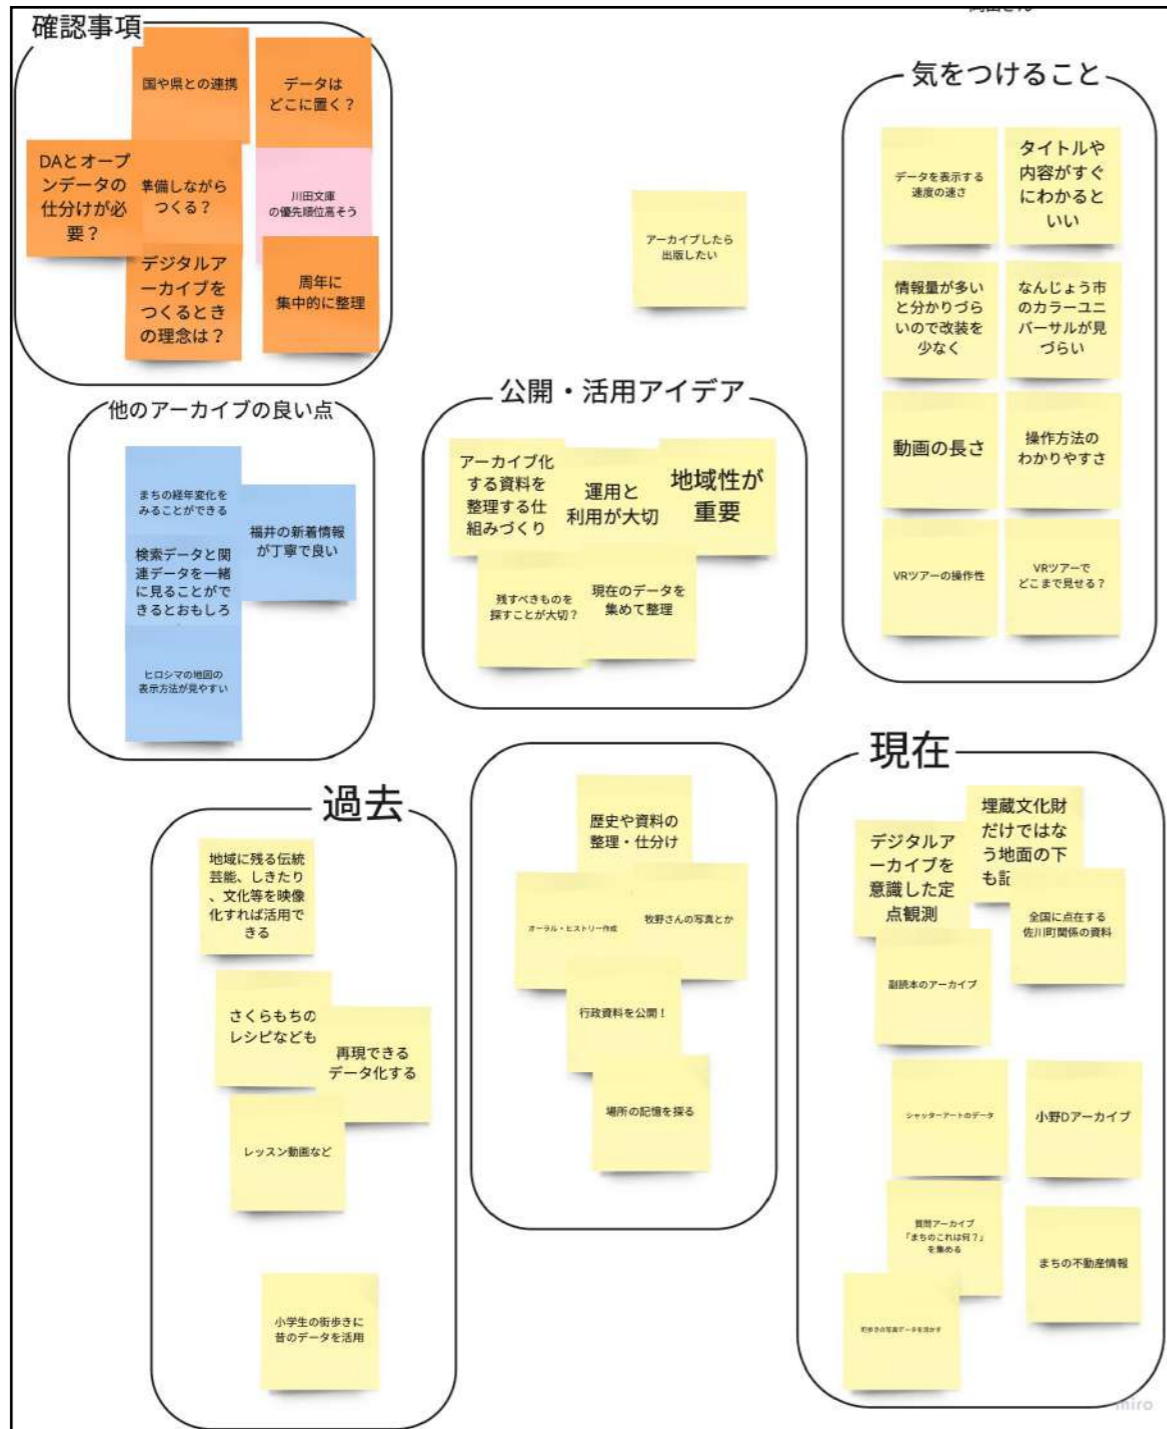 確認事項
国や県との連携
データは
どこに置く？
DAとオープ
ンデータの
仕分けが必
要？
準備しながら
つくる？
川田文庫
の優先順位高そう
デジタルア
ーカイブを
つくるとき
の理念は？
周年に
集中的に整理
他のアーカイブの良い点
まちの経年変化を
みることができる
福井の新着情報
が丁寧で良い
検索データと関
連データを一緒
に見ることがで
きるとおもしろ
ヒロシマの地図の
表示方法が見やすい
アーカイブしたら
出版したい
公開・活用アイデア
アーカイブ化
する資料を
整理する仕
組みづくり
運用と
利用が大切
地域性が
重要
残すべきものを
探すことが大切？
現在のデータを
集めて整理
気をつけること
データを表示する
速度の速さ
タイトルや
内容がすぐ
にわかると
いい
情報量が多い
と分かりづら
いので改装を
少なく
なんじょう市
のカラーユニ
バーサルが見
づらい
動画の長さ
操作方法の
わかりやすさ
VRツアーの操作性
VRツアーで
どこまで見せる？
過去
地域に残る伝統
芸能、しきたり
、文化等を映像
化すれば活用で
きる
さくらもちの
レシピなども
再現できる
データ化する
レッスン動画など
小学生の街歩きに
昔のデータを活用
歴史や資料の
整理・仕分け
オーラル・ヒストリー作成
牧野さんの写真とか
行政資料を公開！
場所の記憶を探る
現在
デジタルア
ーカイブを
意識した定
点観測
埋蔵文化財
だけではな
う地面の下
も記
全国に点在する
佐川町関係の資料
副読本のアーカイブ
シャッターアートのデータ
小野Dアーカイブ
質問アーカイブ
「まちのこれは何？」
を集める
まちの不動産情報
町歩きの写真データを活かす
miro